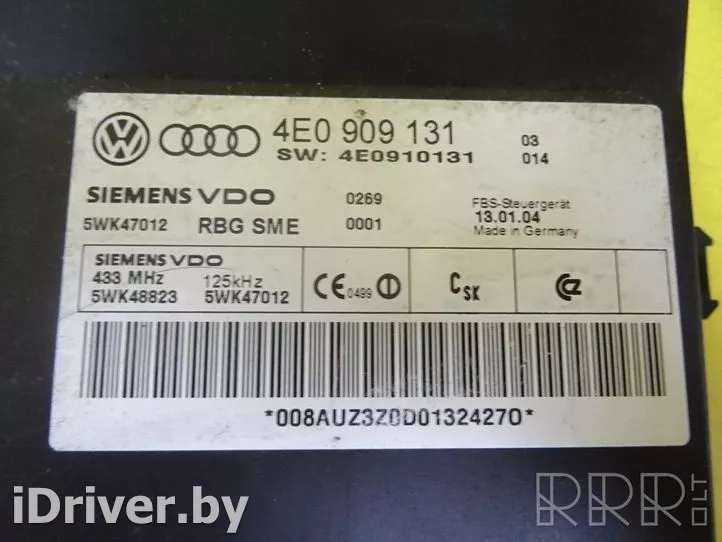 4E0 909 131 03
SW: 4E0910131 014
SIEMENS VDO 0269 FBS-Steuergerät
5WK47012 RBG SME 0001 13.01.04
Made in Germany
SIEMENS VDO
433 MHz 125kHz
5WK48823 5WK47012 CE 0499 CSK
*008AUZ3Z0D0132427O*
iDriver.by
RRR.LT